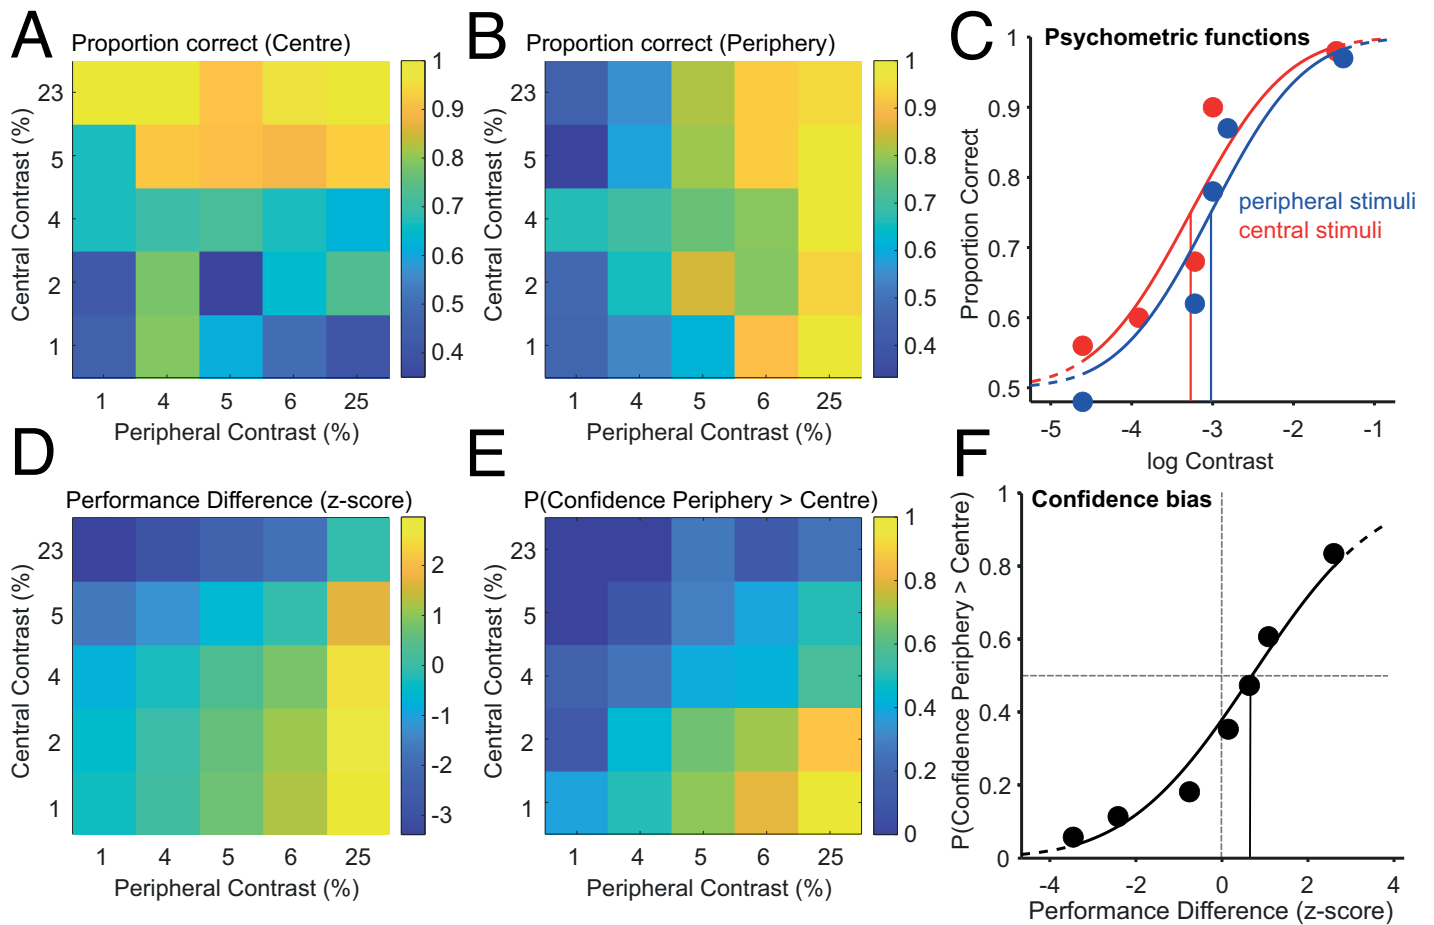 A
Proportion correct (Centre)
Central Contrast (%)
23
5
4
2
1
1 4 5 6 25
Peripheral Contrast (%)
1
0.9
0.8
0.7
0.6
0.5
0.4
B
Proportion correct (Periphery)
Central Contrast (%)
23
5
4
2
1
1 4 5 6 25
Peripheral Contrast (%)
1
0.9
0.8
0.7
0.6
0.5
0.4
C
Psychometric functions
Proportion Correct
1
0.9
0.8
0.7
0.6
0.5
peripheral stimuli
central stimuli
-5 -4 -3 -2 -1
log Contrast
D
Performance Difference (z-score)
Central Contrast (%)
23
5
4
2
1
1 4 5 6 25
Peripheral Contrast (%)
2
1
0
-1
-2
-3
E
P(Confidence Periphery > Centre)
Central Contrast (%)
23
5
4
2
1
1 4 5 6 25
Peripheral Contrast (%)
1
0.8
0.6
0.4
0.2
0
F
Confidence bias
P(Confidence Periphery > Centre)
1
0.8
0.6
0.4
0.2
0
-4 -2 0 2 4
Performance Difference (z-score)